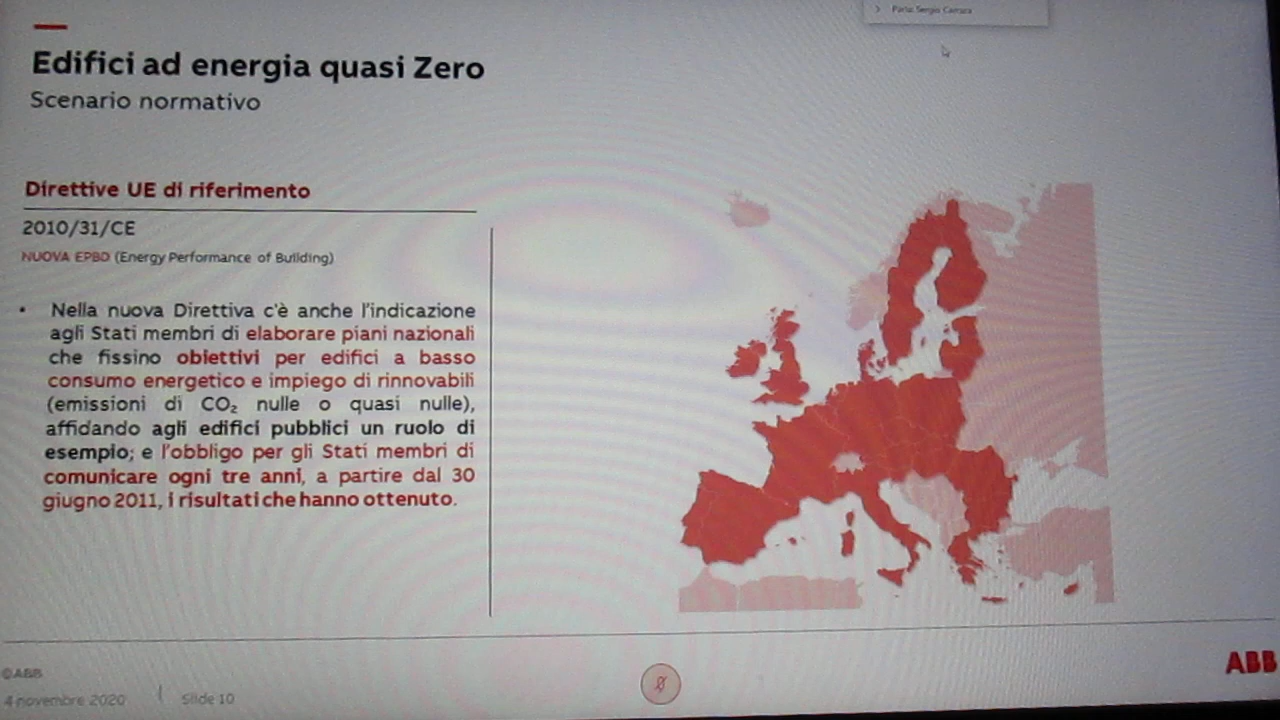 Parla: Sergio Carrara
Edifici ad energia quasi Zero
Scenario normativo
Direttive UE di riferimento
2010/31/CE
NUOVA EPBD (Energy Performance of Building)
• Nella nuova Direttiva c'è anche l'indicazione
agli Stati membri di elaborare piani nazionali
che fissino obiettivi per edifici a basso
consumo energetico e impiego di rinnovabili
(emissioni di CO₂ nulle o quasi nulle),
affidando agli edifici pubblici un ruolo di
esempio; e l'obbligo per gli Stati membri di
comunicare ogni tre anni, a partire dal 30
giugno 2011, i risultati che hanno ottenuto.
©ABB
4 novembre 2020 | Slide 10
ABB